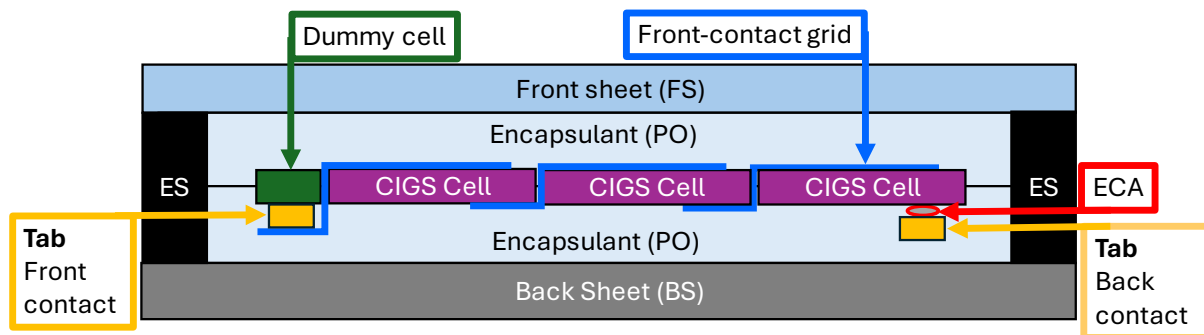 Dummy cell
Front-contact grid
Front sheet (FS)
Encapsulant (PO)
ES
CIGS Cell
CIGS Cell
CIGS Cell
ES
ECA
Tab
Front
contact
Encapsulant (PO)
Tab
Back
contact
Back Sheet (BS)